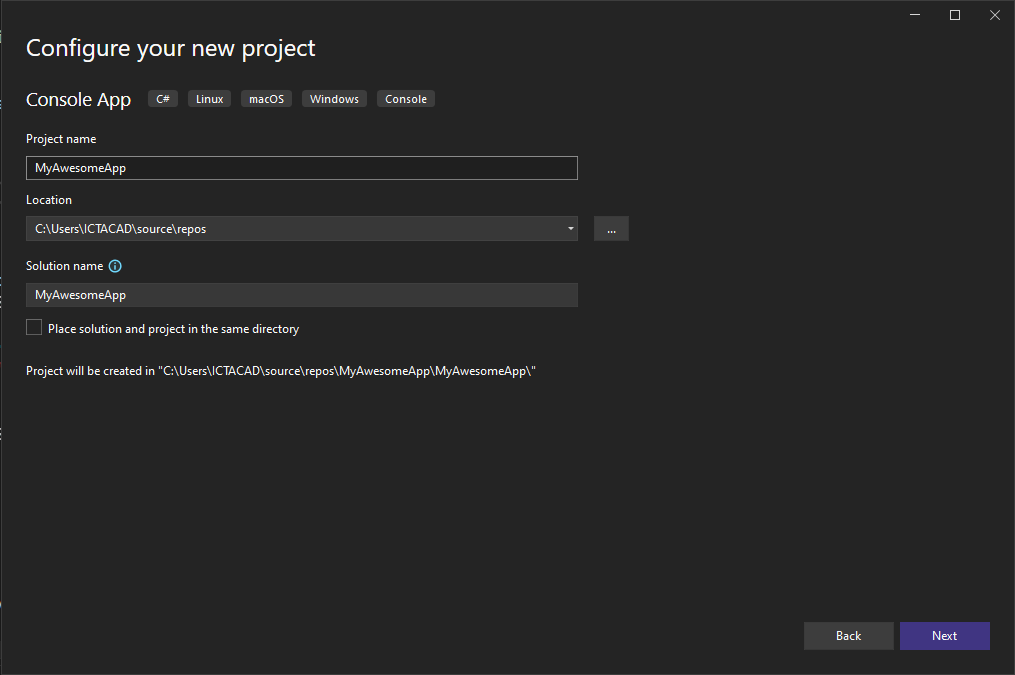 Configure your new project
Console App C# Linux macOS Windows Console
Project name
MyAwesomeApp
Location
C:\Users\ICTACAD\source\repos
...
Solution name
MyAwesomeApp
Place solution and project in the same directory
Project will be created in "C:\Users\ICTACAD\source\repos\MyAwesomeApp\MyAwesomeApp\"
Back Next